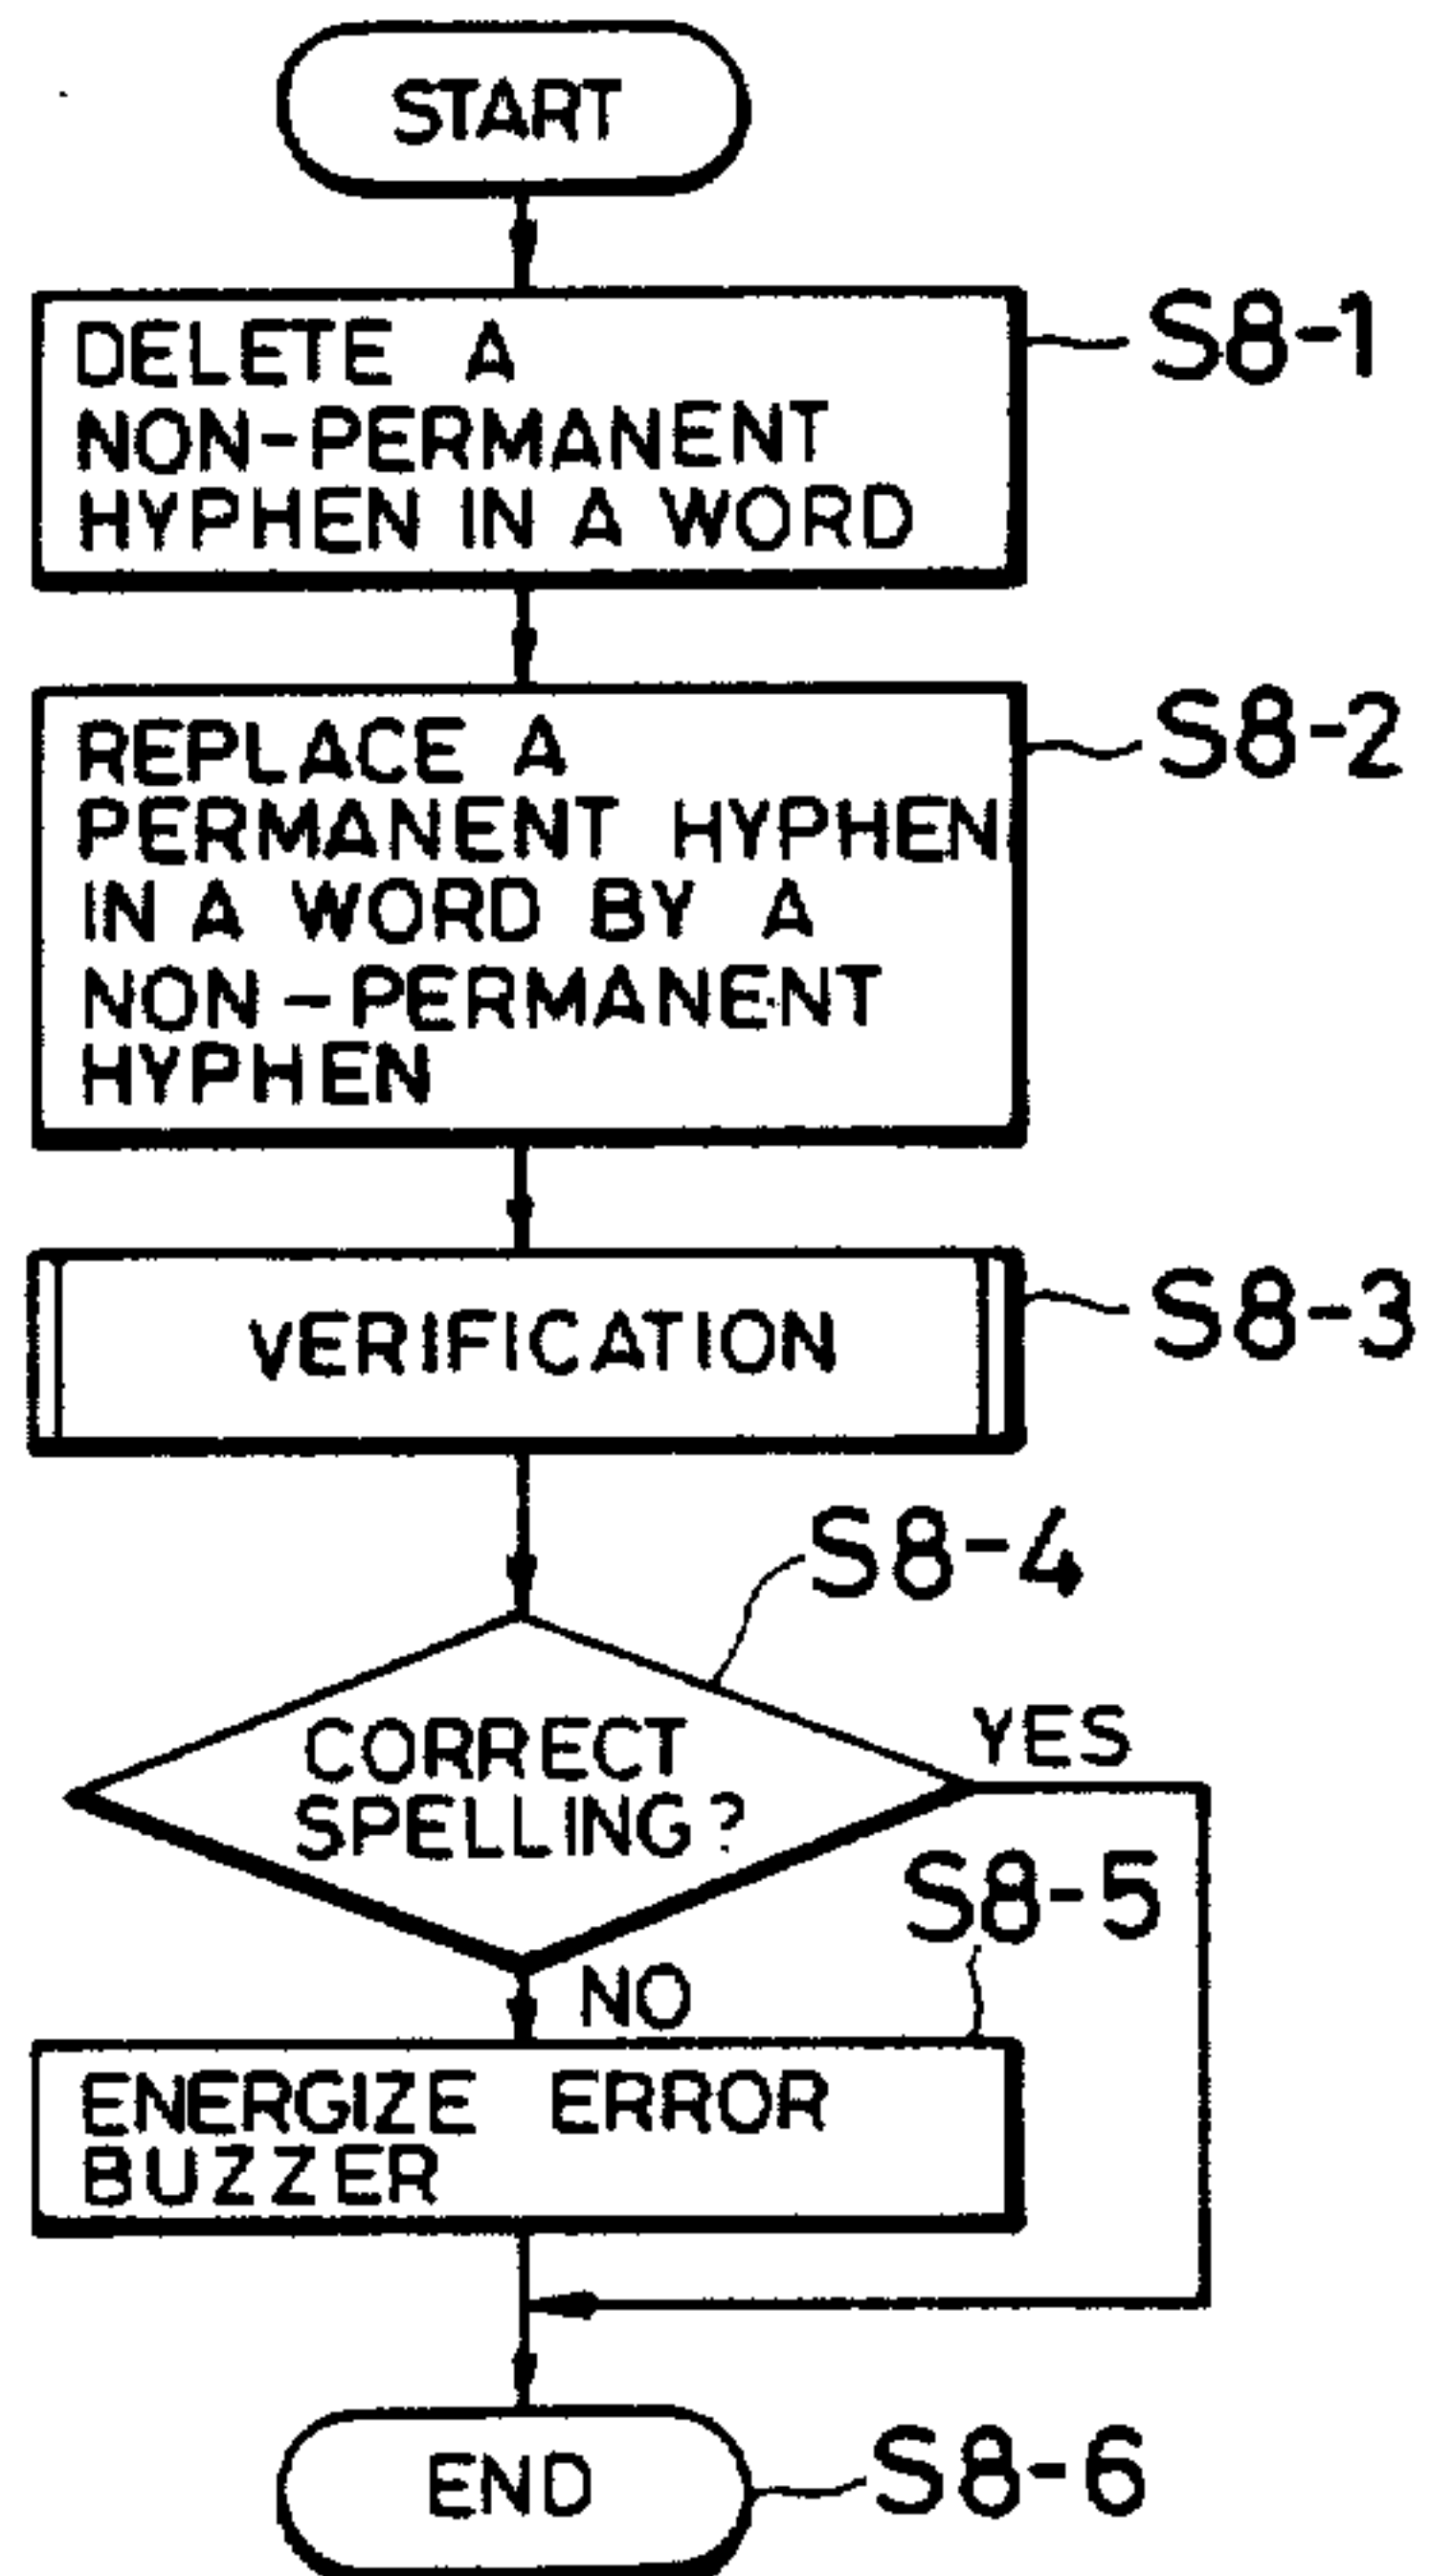 START
DELETE A
NON-PERMANENT
HYPHEN IN A WORD
S8-1
REPLACE A
PERMANENT HYPHEN
IN A WORD BY A
NON-PERMANENT
HYPHEN
S8-2
VERIFICATION
S8-3
S8-4
CORRECT
SPELLING?
YES
NO
S8-5
ENERGIZE ERROR
BUZZER
END
S8-6